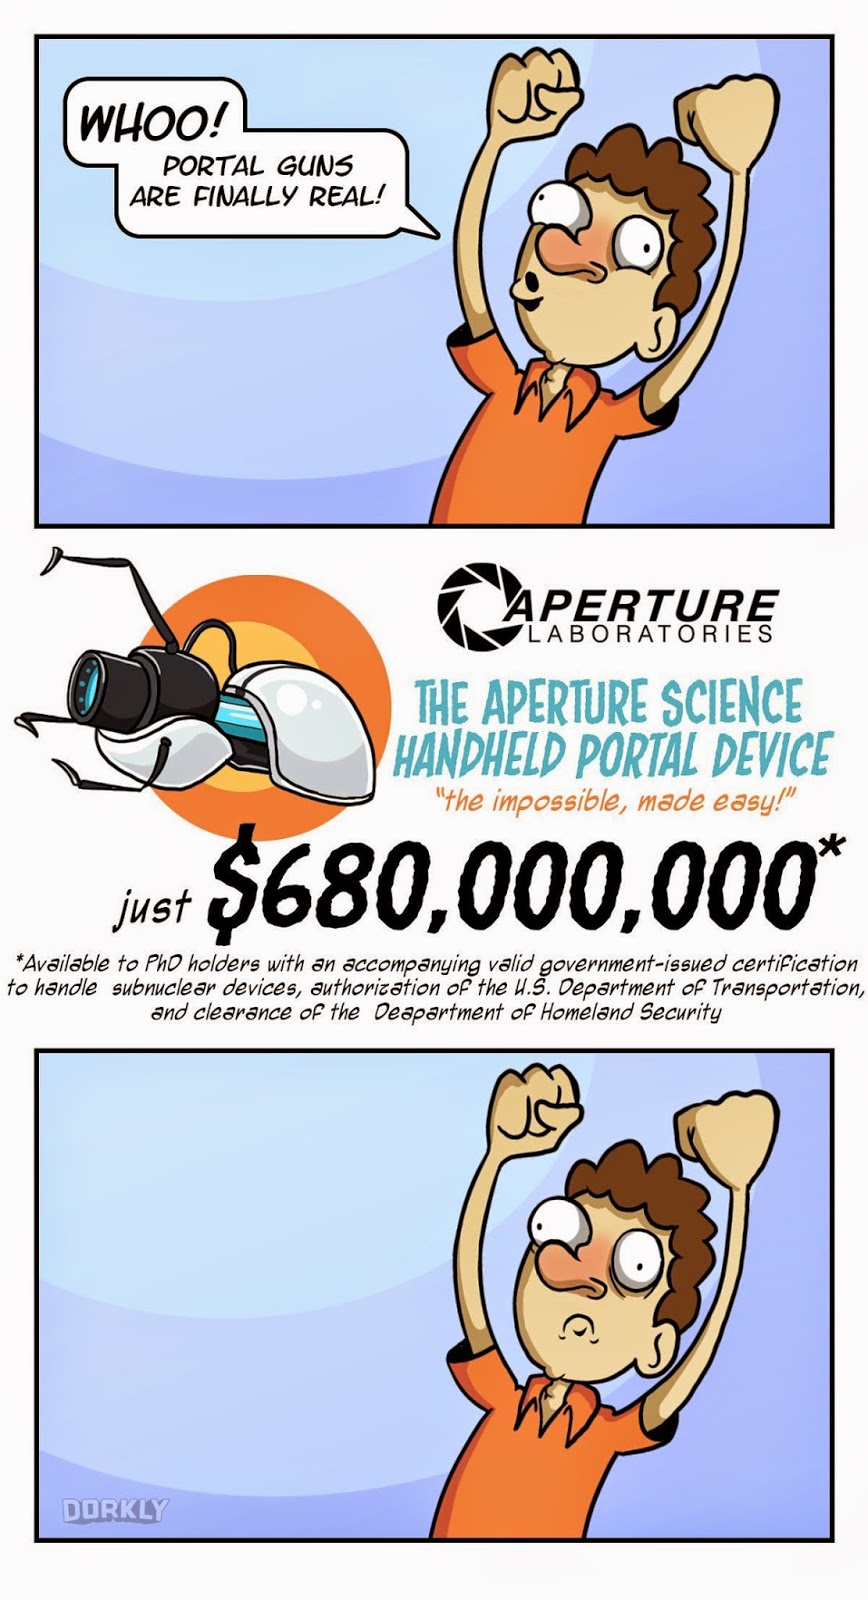 WHOO!
PORTAL GUNS
ARE FINALLY REAL!
APERTURE
LABORATORIES
THE APERTURE SCIENCE
HANDHELD PORTAL DEVICE
"the impossible, made easy!"
just $680,000,000*
*Available to PhD holders with an accompanying valid government-issued certification
to handle subnuclear devices, authorization of the U.S. Department of Transportation,
and clearance of the Deapartment of Homeland Security
DORKLY